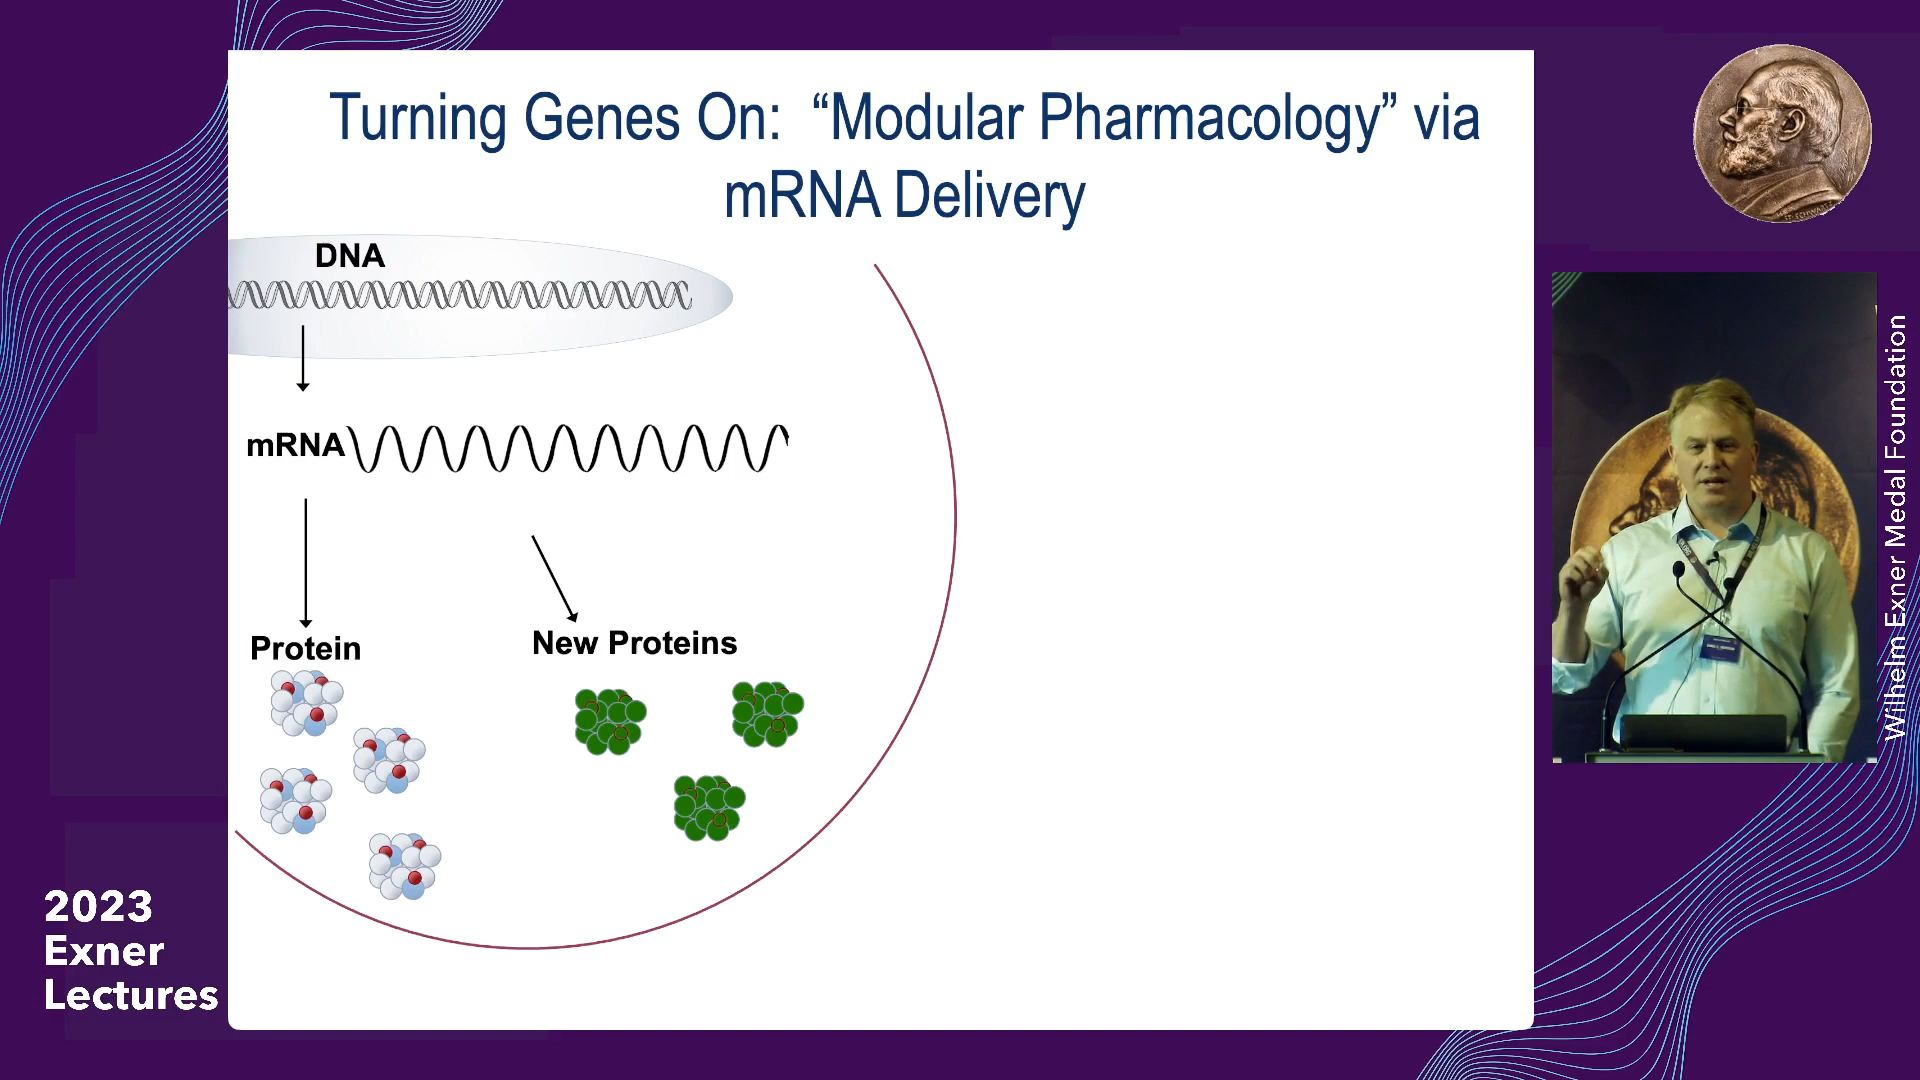 Turning Genes On: “Modular Pharmacology” via
mRNA Delivery
DNA
mRNA
Protein
New Proteins
2023
Exner
Lectures
Wilhelm Exner Medal Foundation